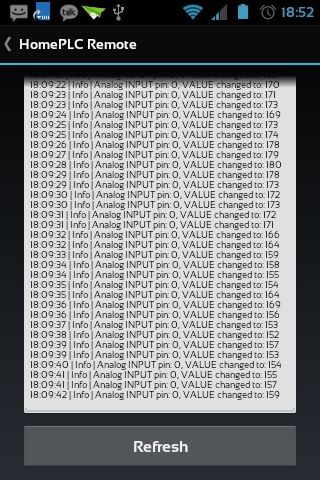 talk
18:52
HomePLC Remote
18:09:22 | Info | Analog INPUT pin: 0, VALUE changed to: 170
18:09:22 | Info | Analog INPUT pin: 0, VALUE changed to: 171
18:09:23 | Info | Analog INPUT pin: 0, VALUE changed to: 173
18:09:24 | Info | Analog INPUT pin: 0, VALUE changed to: 169
18:09:25 | Info | Analog INPUT pin: 0, VALUE changed to: 173
18:09:25 | Info | Analog INPUT pin: 0, VALUE changed to: 174
18:09:26 | Info | Analog INPUT pin: 0, VALUE changed to: 178
18:09:27 | Info | Analog INPUT pin: 0, VALUE changed to: 179
18:09:28 | Info | Analog INPUT pin: 0, VALUE changed to: 180
18:09:29 | Info | Analog INPUT pin: 0, VALUE changed to: 178
18:09:29 | Info | Analog INPUT pin: 0, VALUE changed to: 173
18:09:30 | Info | Analog INPUT pin: 0, VALUE changed to: 172
18:09:30 | Info | Analog INPUT pin: 0, VALUE changed to: 173
18:09:31 | Info | Analog INPUT pin: 0, VALUE changed to: 172
18:09:31 | Info | Analog INPUT pin: 0, VALUE changed to: 171
18:09:32 | Info | Analog INPUT pin: 0, VALUE changed to: 166
18:09:32 | Info | Analog INPUT pin: 0, VALUE changed to: 164
18:09:33 | Info | Analog INPUT pin: 0, VALUE changed to: 159
18:09:34 | Info | Analog INPUT pin: 0, VALUE changed to: 158
18:09:34 | Info | Analog INPUT pin: 0, VALUE changed to: 155
18:09:35 | Info | Analog INPUT pin: 0, VALUE changed to: 154
18:09:35 | Info | Analog INPUT pin: 0, VALUE changed to: 164
18:09:36 | Info | Analog INPUT pin: 0, VALUE changed to: 169
18:09:36 | Info | Analog INPUT pin: 0, VALUE changed to: 156
18:09:37 | Info | Analog INPUT pin: 0, VALUE changed to: 153
18:09:38 | Info | Analog INPUT pin: 0, VALUE changed to: 152
18:09:39 | Info | Analog INPUT pin: 0, VALUE changed to: 157
18:09:39 | Info | Analog INPUT pin: 0, VALUE changed to: 153
18:09:40 | Info | Analog INPUT pin: 0, VALUE changed to: 154
18:09:41 | Info | Analog INPUT pin: 0, VALUE changed to: 155
18:09:41 | Info | Analog INPUT pin: 0, VALUE changed to: 157
18:09:42 | Info | Analog INPUT pin: 0, VALUE changed to: 159
Refresh